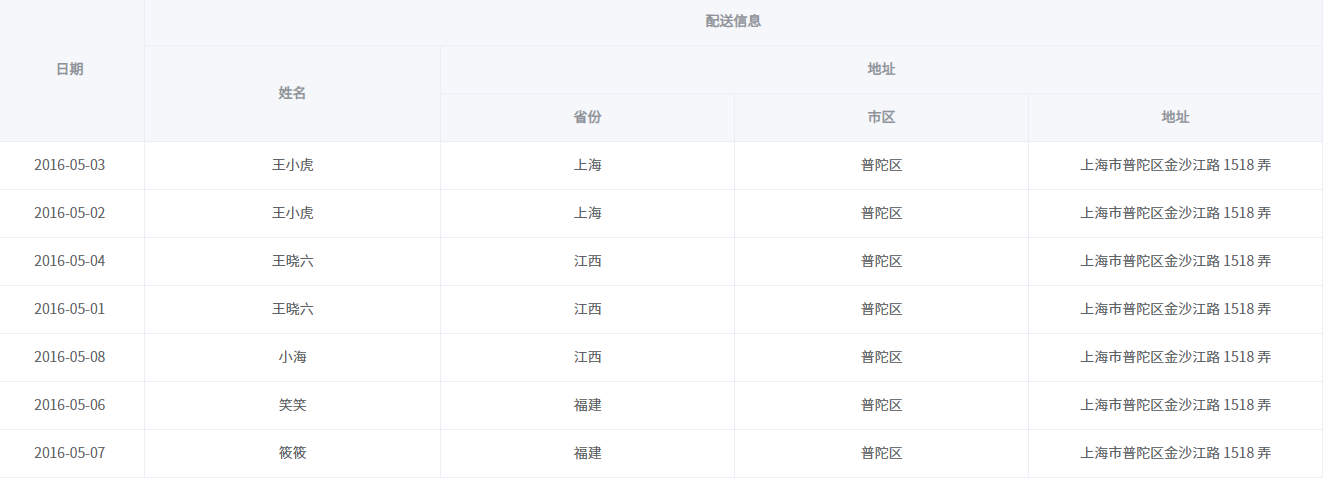 配送信息
日期
姓名
地址
省份 市区 地址
2016-05-03 王小虎 上海 普陀区 上海市普陀区金沙江路 1518 弄
2016-05-02 王小虎 上海 普陀区 上海市普陀区金沙江路 1518 弄
2016-05-04 王晓六 江西 普陀区 上海市普陀区金沙江路 1518 弄
2016-05-01 王晓六 江西 普陀区 上海市普陀区金沙江路 1518 弄
2016-05-08 小海 江西 普陀区 上海市普陀区金沙江路 1518 弄
2016-05-06 笑笑 福建 普陀区 上海市普陀区金沙江路 1518 弄
2016-05-07 筱筱 福建 普陀区 上海市普陀区金沙江路 1518 弄